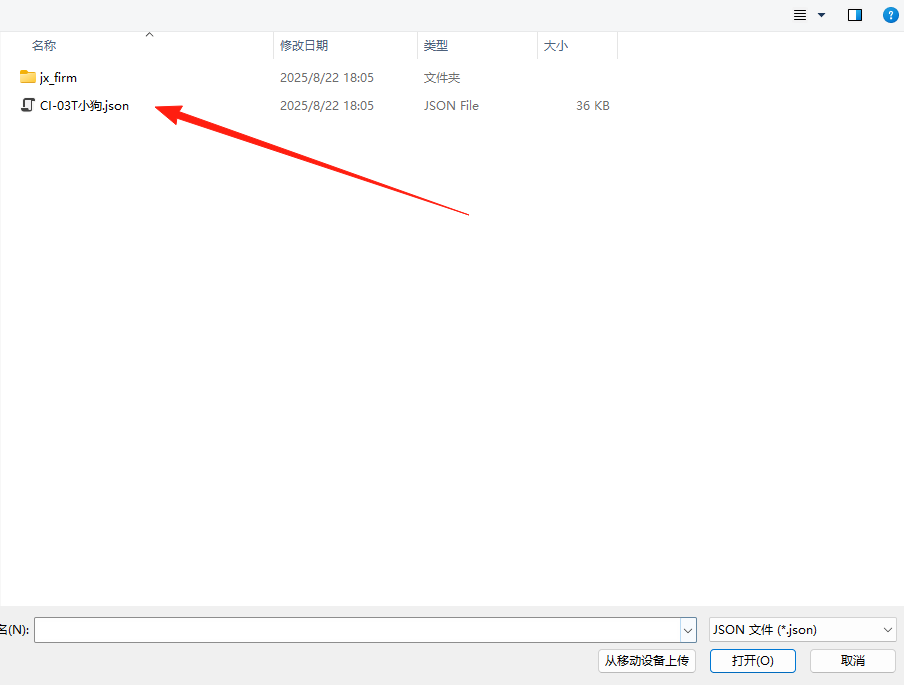 名称 修改日期 类型 大小
jx_firm 2025/8/22 18:05 文件夹
CI-03T小狗.json 2025/8/22 18:05 JSON File 36 KB
名(N): JSON 文件 (*.json)
从移动设备上传 打开(O) 取消